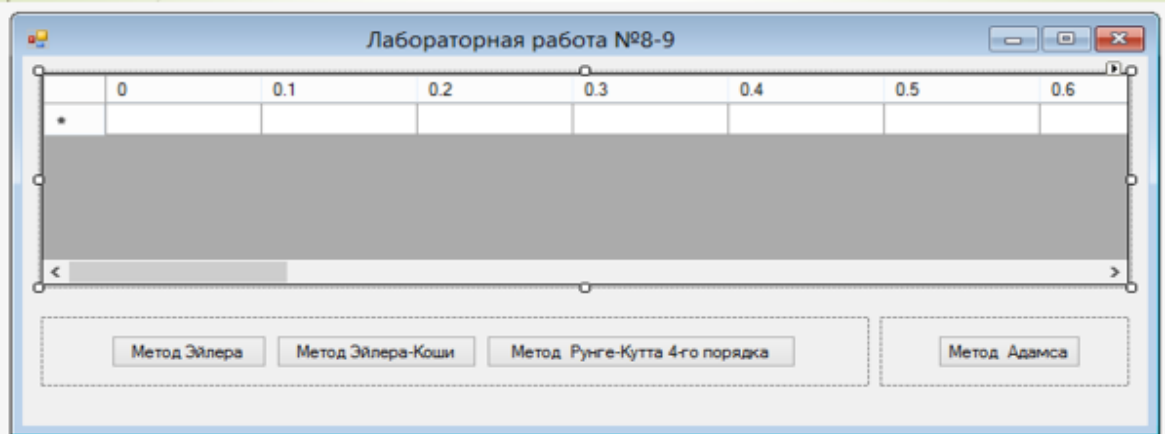 Лабораторная работа №8-9
0 0.1 0.2 0.3 0.4 0.5 0.6
*
Метод Эйлера Метод Эйлера-Коши Метод Рунге-Кутта 4-го порядка Метод Адамса